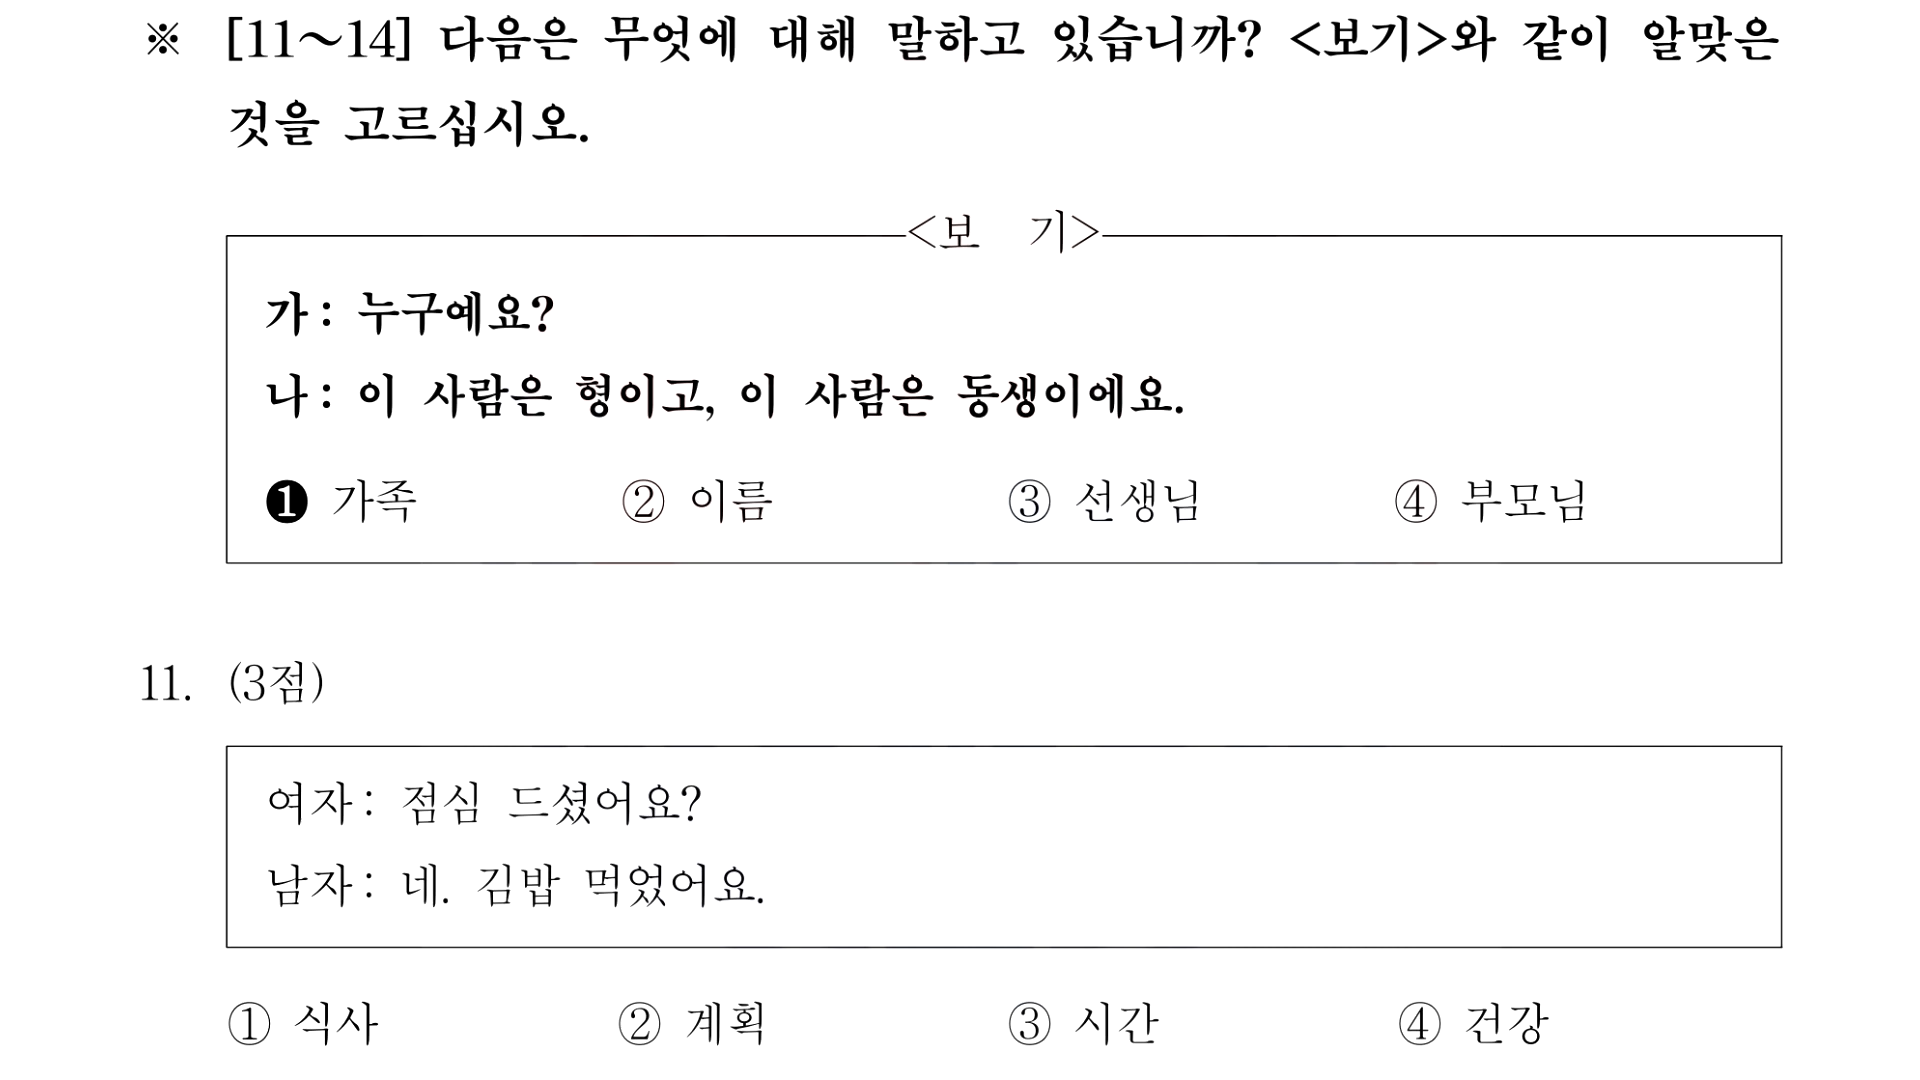 ※ [11～14] 다음은 무엇에 대해 말하고 있습니까? <보기>와 같이 알맞은
것을 고르십시오.
<보 기>
가: 누구예요?
나: 이 사람은 형이고, 이 사람은 동생이에요.
❶ 가족 ② 이름 ③ 선생님 ④ 부모님
11. (3점)
여자: 점심 드셨어요?
남자: 네. 김밥 먹었어요.
① 식사 ② 계획 ③ 시간 ④ 건강